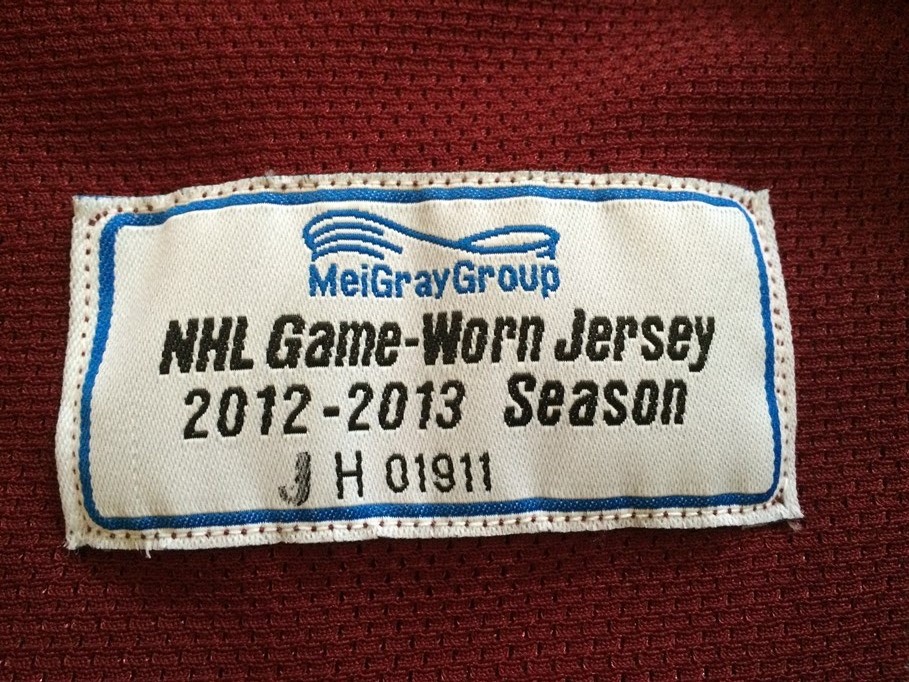 MeiGrayGroup
NHL Game-Worn Jersey
2012-2013 Season
J H 01911